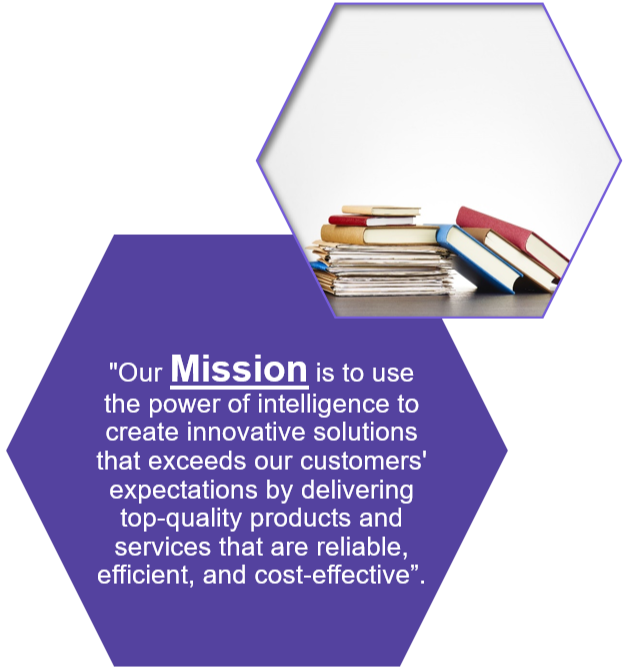 "Our Mission is to use
the power of intelligence to
create innovative solutions
that exceeds our customers'
expectations by delivering
top-quality products and
services that are reliable,
efficient, and cost-effective”.